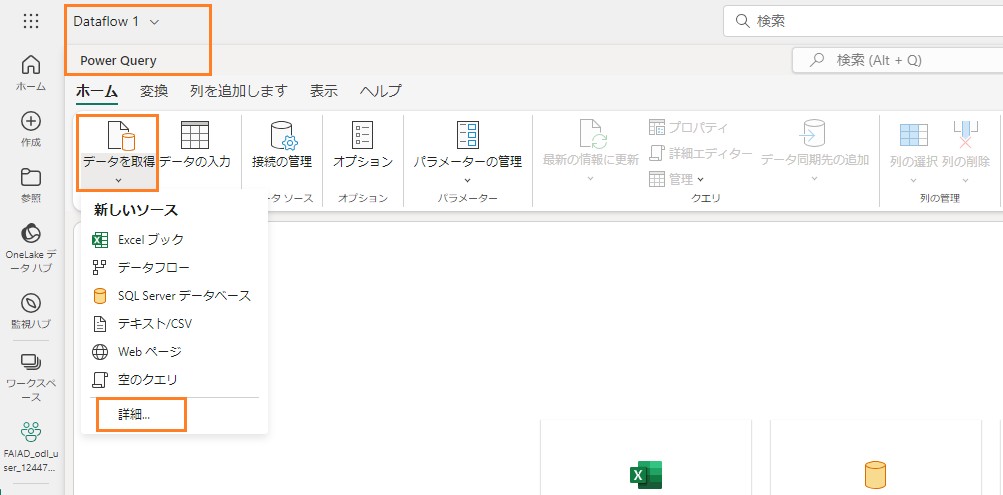 Dataflow 1
検索
Power Query
検索 (Alt + Q)
ホーム 変換 列を追加します 表示 ヘルプ
データを取得
データの入力
接続の管理
オプション
パラメーターの管理
最新の情報に更新
プロパティ
詳細エディター
管理
データ同期先の追加
列の選択
列の削除
タ ソース
オプション
パラメーター
クエリ
列の管理
新しいソース
Excel ブック
データフロー
SQL Server データベース
テキスト/CSV
Web ページ
空のクエリ
詳細...
ホーム
作成
参照
OneLake デ
ータ ハブ
監視ハブ
ワークスペ
ース
FAIAD_odl_u
ser_12447...